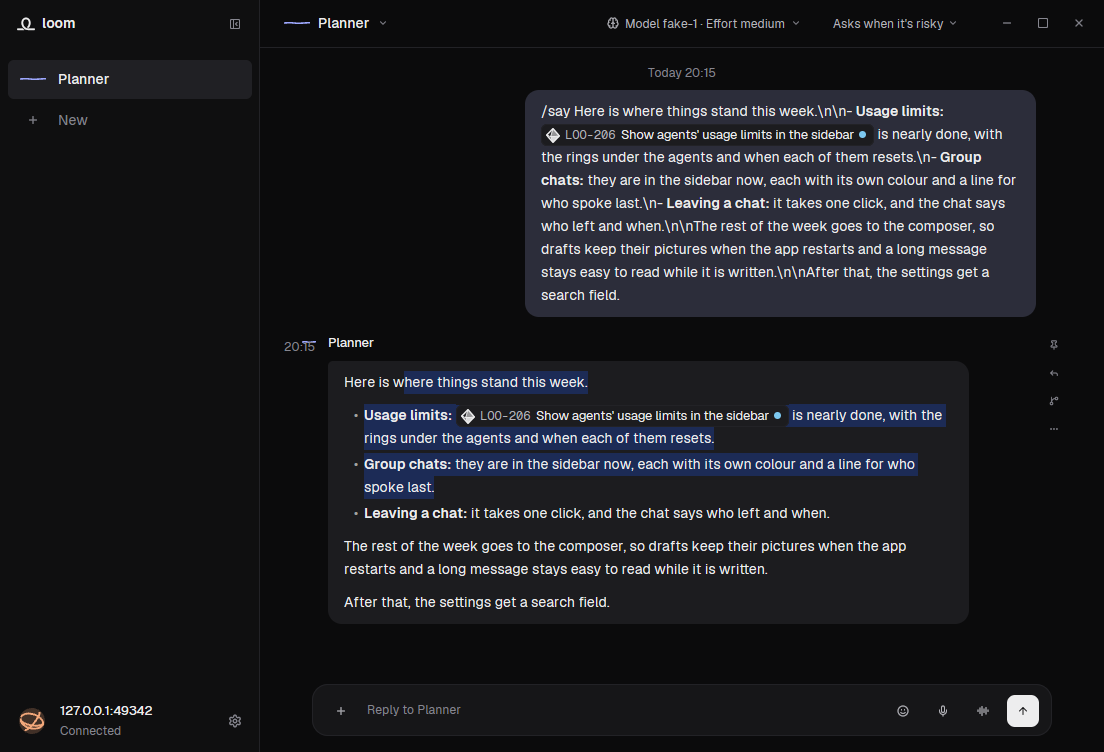 loom
Planner
New
127.0.0.1:49342
Connected
Planner
Model fake-1 · Effort medium
Asks when it's risky
Today 20:15
/say Here is where things stand this week.\n\n- Usage limits:
LOO-206 Show agents' usage limits in the sidebar is nearly done, with
the rings under the agents and when each of them resets.\n- Group
chats: they are in the sidebar now, each with its own colour and a line for
who spoke last.\n- Leaving a chat: it takes one click, and the chat says
who left and when.\n\nThe rest of the week goes to the composer, so
drafts keep their pictures when the app restarts and a long message
stays easy to read while it is written.\n\nAfter that, the settings get a
search field.
20:15
Planner
Here is where things stand this week.
• Usage limits: LOO-206 Show agents' usage limits in the sidebar is nearly done, with the
rings under the agents and when each of them resets.
• Group chats: they are in the sidebar now, each with its own colour and a line for who
spoke last.
• Leaving a chat: it takes one click, and the chat says who left and when.
The rest of the week goes to the composer, so drafts keep their pictures when the app
restarts and a long message stays easy to read while it is written.
After that, the settings get a search field.
Reply to Planner